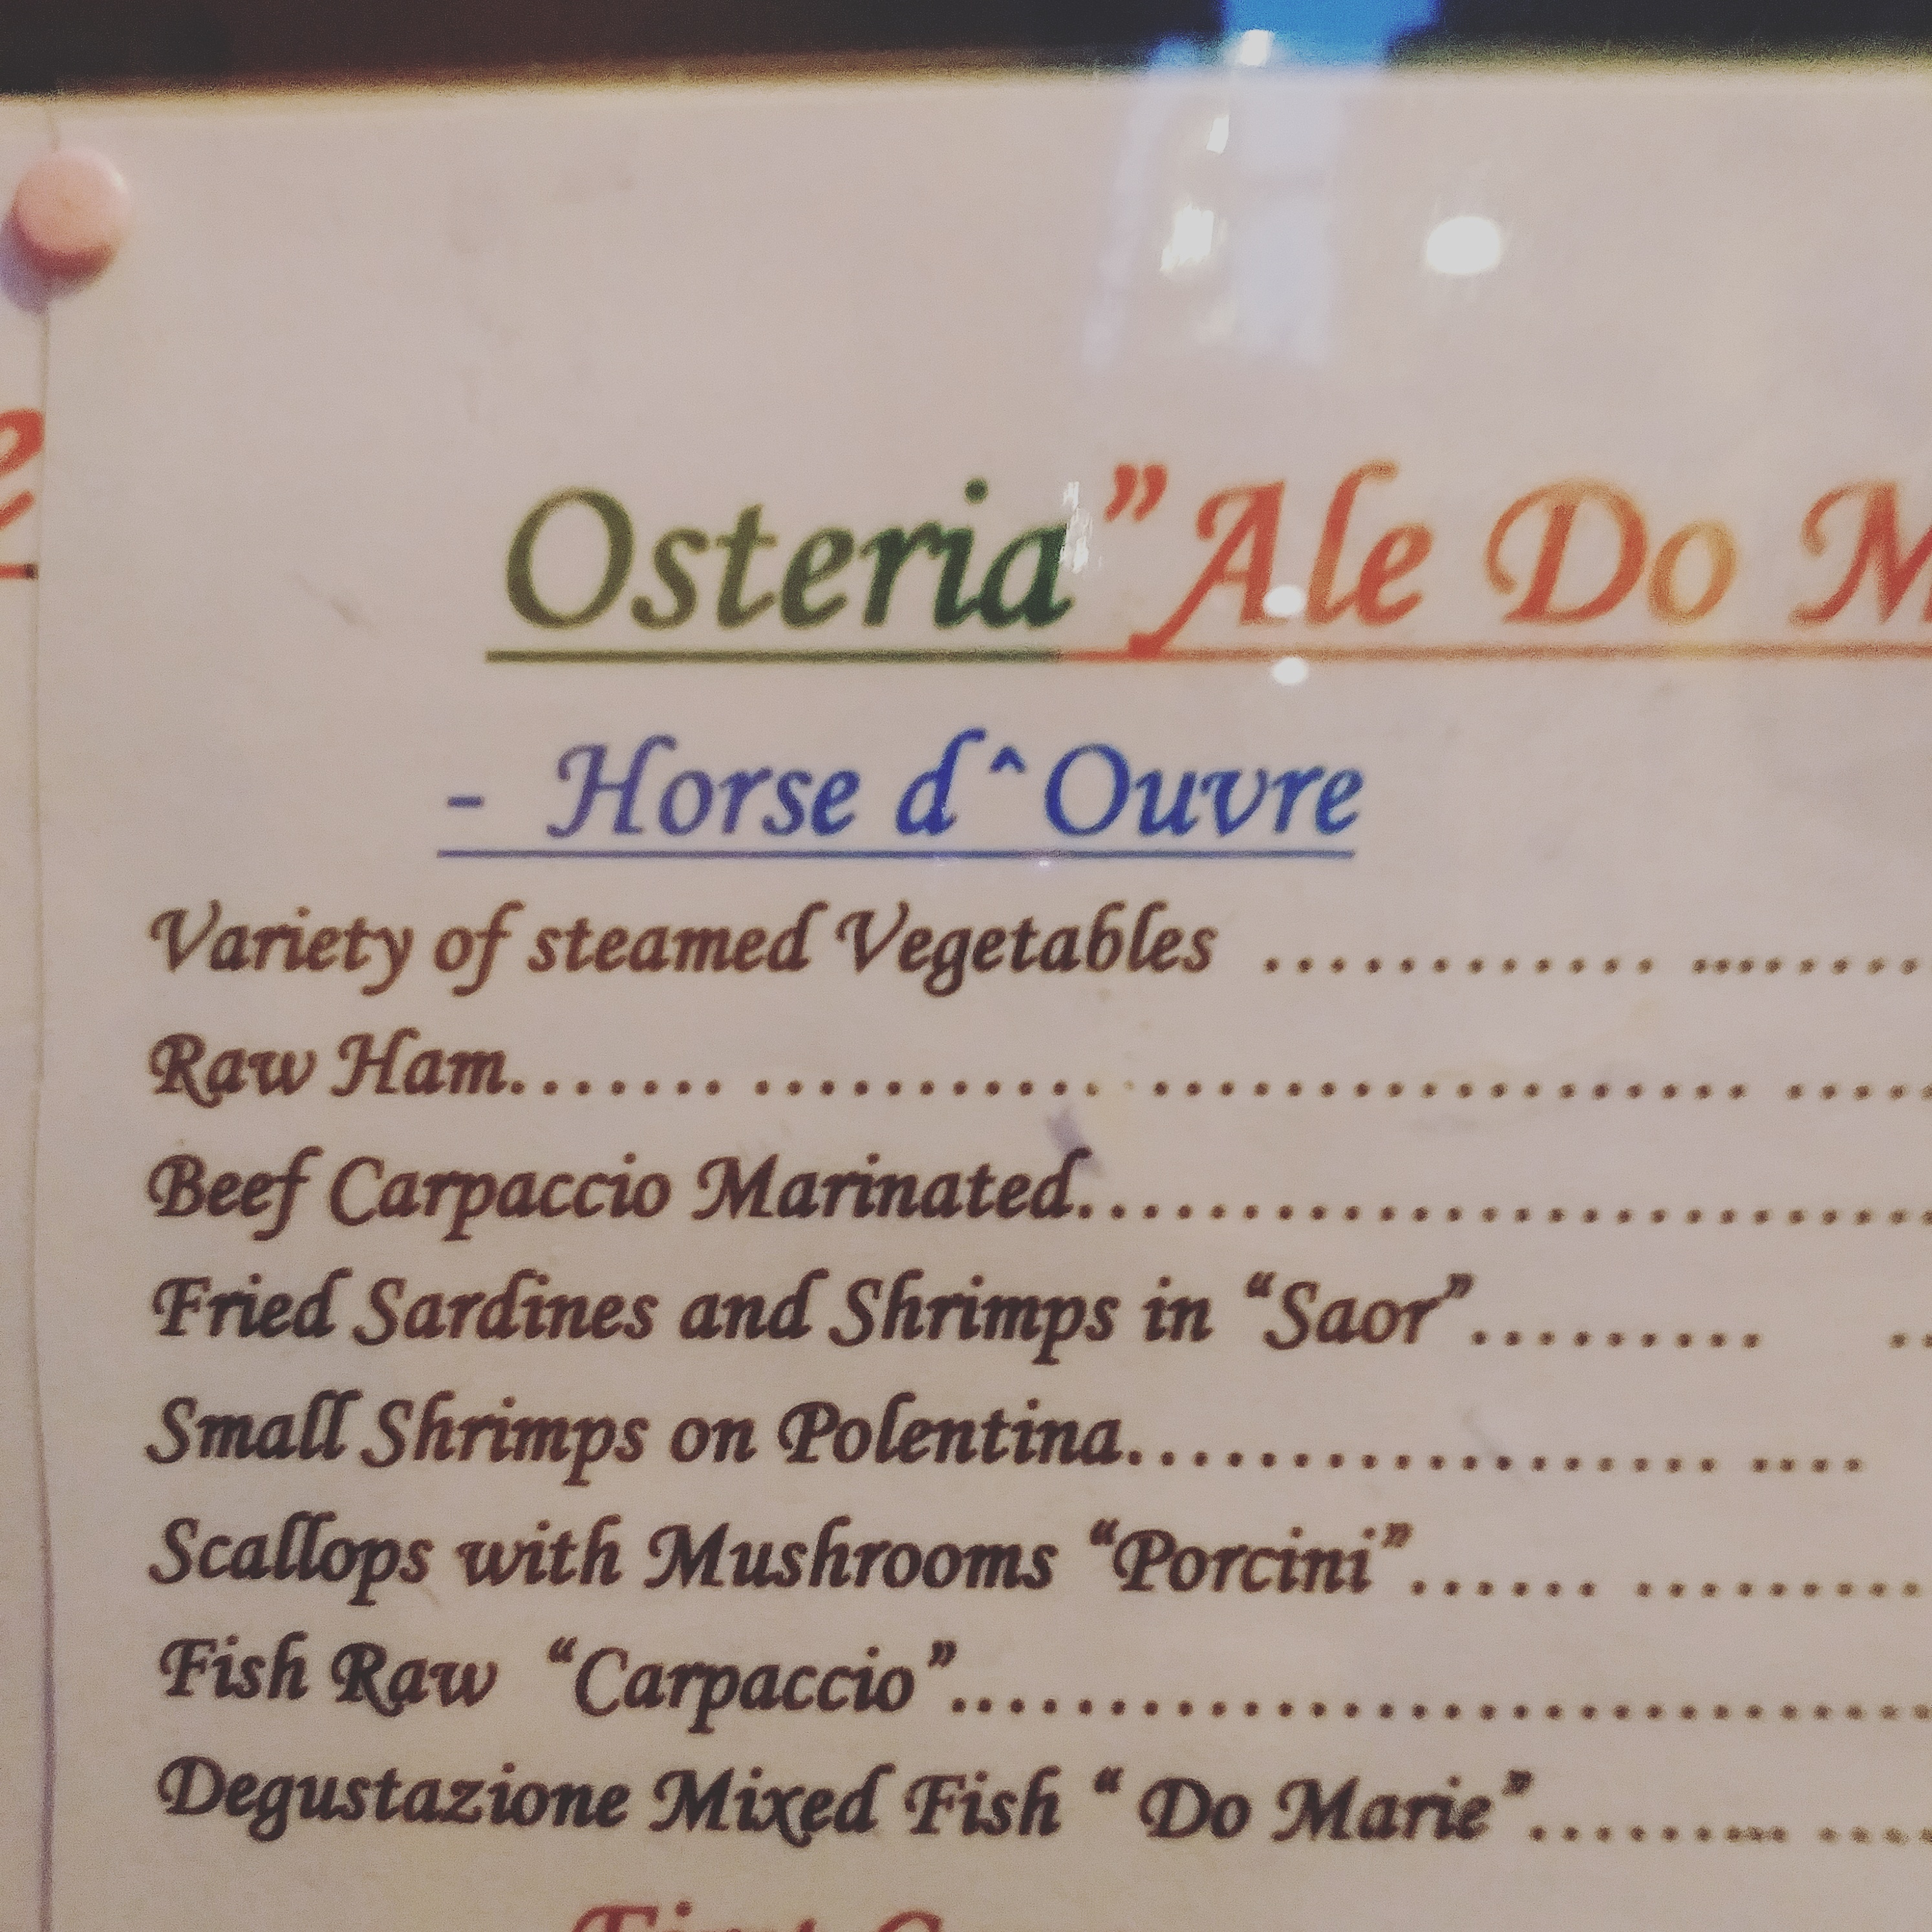 Osteria”Ale Do M
- Horse d^Ouvre
Variety of steamed Vegetables ............. ........
Raw Ham....... ........... ................... .....
Beef Carpaccio Marinated..........................
Fried Sardines and Shrimps in “Saor”......... ..
Small Shrimps on Polentina.................. ....
Scallops with Mushrooms “Porcini”...... .........
Fish Raw “Carpaccio”..............................
Degustazione Mixed Fish “ Do Marie”......... ....